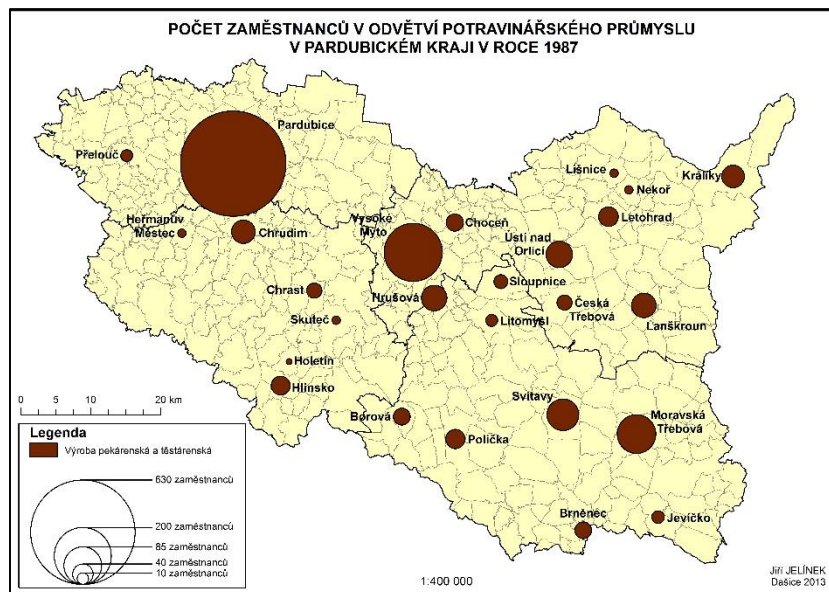 POČET ZAMĚSTNANCŮ V ODVĚTVÍ POTRAVINÁŘSKÉHO PRŮMYSLU
V PARDUBICKÉM KRAJI V ROCE 1987
Pardubice
Přelouč
Lišnice
Nekoř
Králíky
Letohrad
Heřmanův
Městec
Chrudim
Vysoké
Mýto
Choceň
Ústí nad
Orlicí
Sloupnice
Chrast
Nrušová
Česká
Třebová
Lanškroun
Skuteč
Litomyšl
Holetín
Hlinsko
Svitavy
Moravská
Třebová
Borová
Polička
Brněnec
Jevíčko
0 10 20 km
Legenda
Výroba pekárenská a těstárenská
630 zaměstnanců
200 zaměstnanců
85 zaměstnanců
40 zaměstnanců
10 zaměstnanců
1:400 000
Jiří JELÍNEK
Dašice 2013